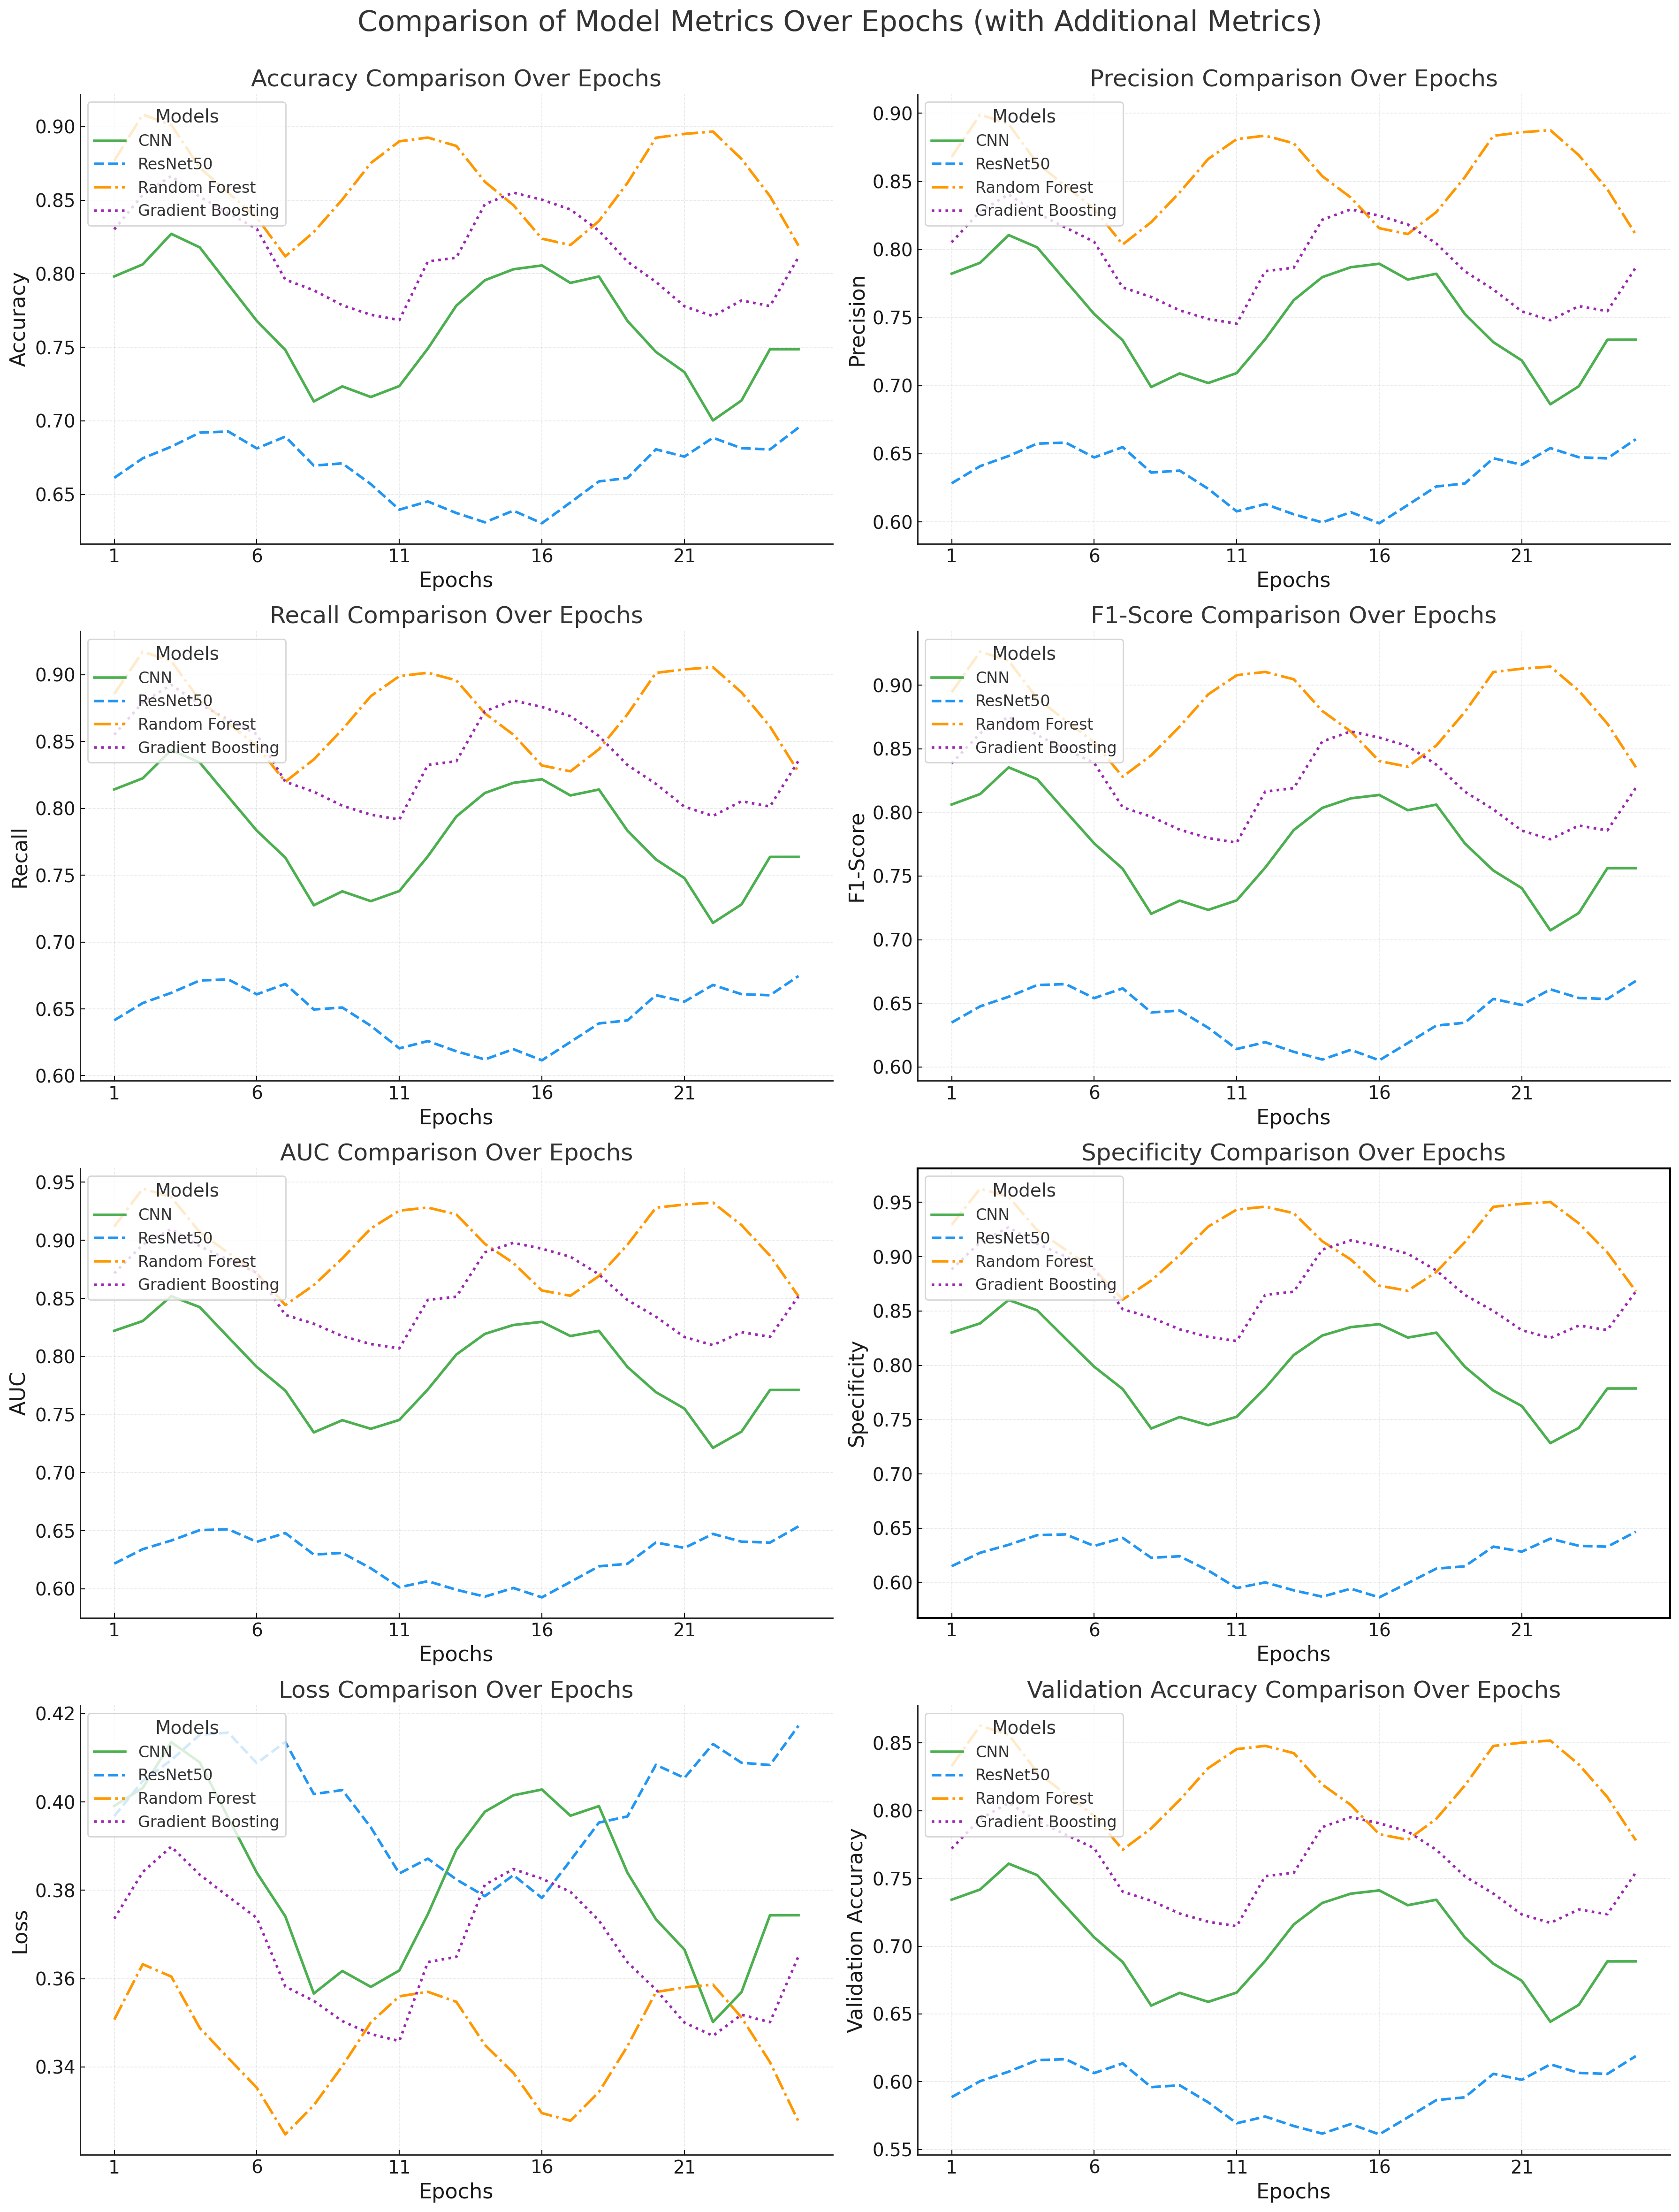 Comparison of Model Metrics Over Epochs (with Additional Metrics)
Accuracy Comparison Over Epochs
Models
CNN
ResNet50
Random Forest
Gradient Boosting
0.90
0.85
0.80
0.75
0.70
0.65
Accuracy
1 6 11 16 21
Epochs
Precision Comparison Over Epochs
Models
CNN
ResNet50
Random Forest
Gradient Boosting
0.90
0.85
0.80
0.75
0.70
0.65
0.60
Precision
1 6 11 16 21
Epochs
Recall Comparison Over Epochs
Models
CNN
ResNet50
Random Forest
Gradient Boosting
0.90
0.85
0.80
0.75
0.70
0.65
0.60
Recall
1 6 11 16 21
Epochs
F1-Score Comparison Over Epochs
Models
CNN
ResNet50
Random Forest
Gradient Boosting
0.90
0.85
0.80
0.75
0.70
0.65
0.60
F1-Score
1 6 11 16 21
Epochs
AUC Comparison Over Epochs
Models
CNN
ResNet50
Random Forest
Gradient Boosting
0.95
0.90
0.85
0.80
0.75
0.70
0.65
0.60
AUC
1 6 11 16 21
Epochs
Specificity Comparison Over Epochs
Models
CNN
ResNet50
Random Forest
Gradient Boosting
0.95
0.90
0.85
0.80
0.75
0.70
0.65
0.60
Specificity
1 6 11 16 21
Epochs
Loss Comparison Over Epochs
Models
CNN
ResNet50
Random Forest
Gradient Boosting
0.42
0.40
0.38
0.36
0.34
Loss
1 6 11 16 21
Epochs
Validation Accuracy Comparison Over Epochs
Models
CNN
ResNet50
Random Forest
Gradient Boosting
0.85
0.80
0.75
0.70
0.65
0.60
0.55
Validation Accuracy
1 6 11 16 21
Epochs